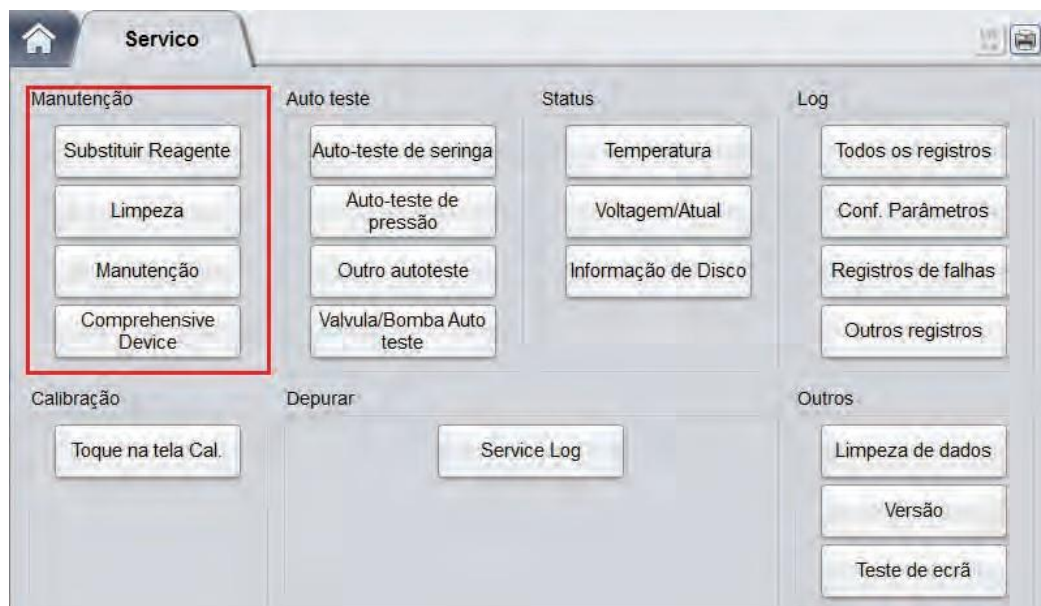 Servico
Manutenção
Substituir Reagente
Limpeza
Manutenção
Comprehensive
Device
Auto teste
Auto-teste de seringa
Auto-teste de
pressão
Outro autoteste
Valvula/Bomba Auto
teste
Status
Temperatura
Voltagem/Atual
Informação de Disco
Log
Todos os registros
Conf. Parâmetros
Registros de falhas
Outros registros
Calibração
Toque na tela Cal.
Depurar
Service Log
Outros
Limpeza de dados
Versão
Teste de ecrã